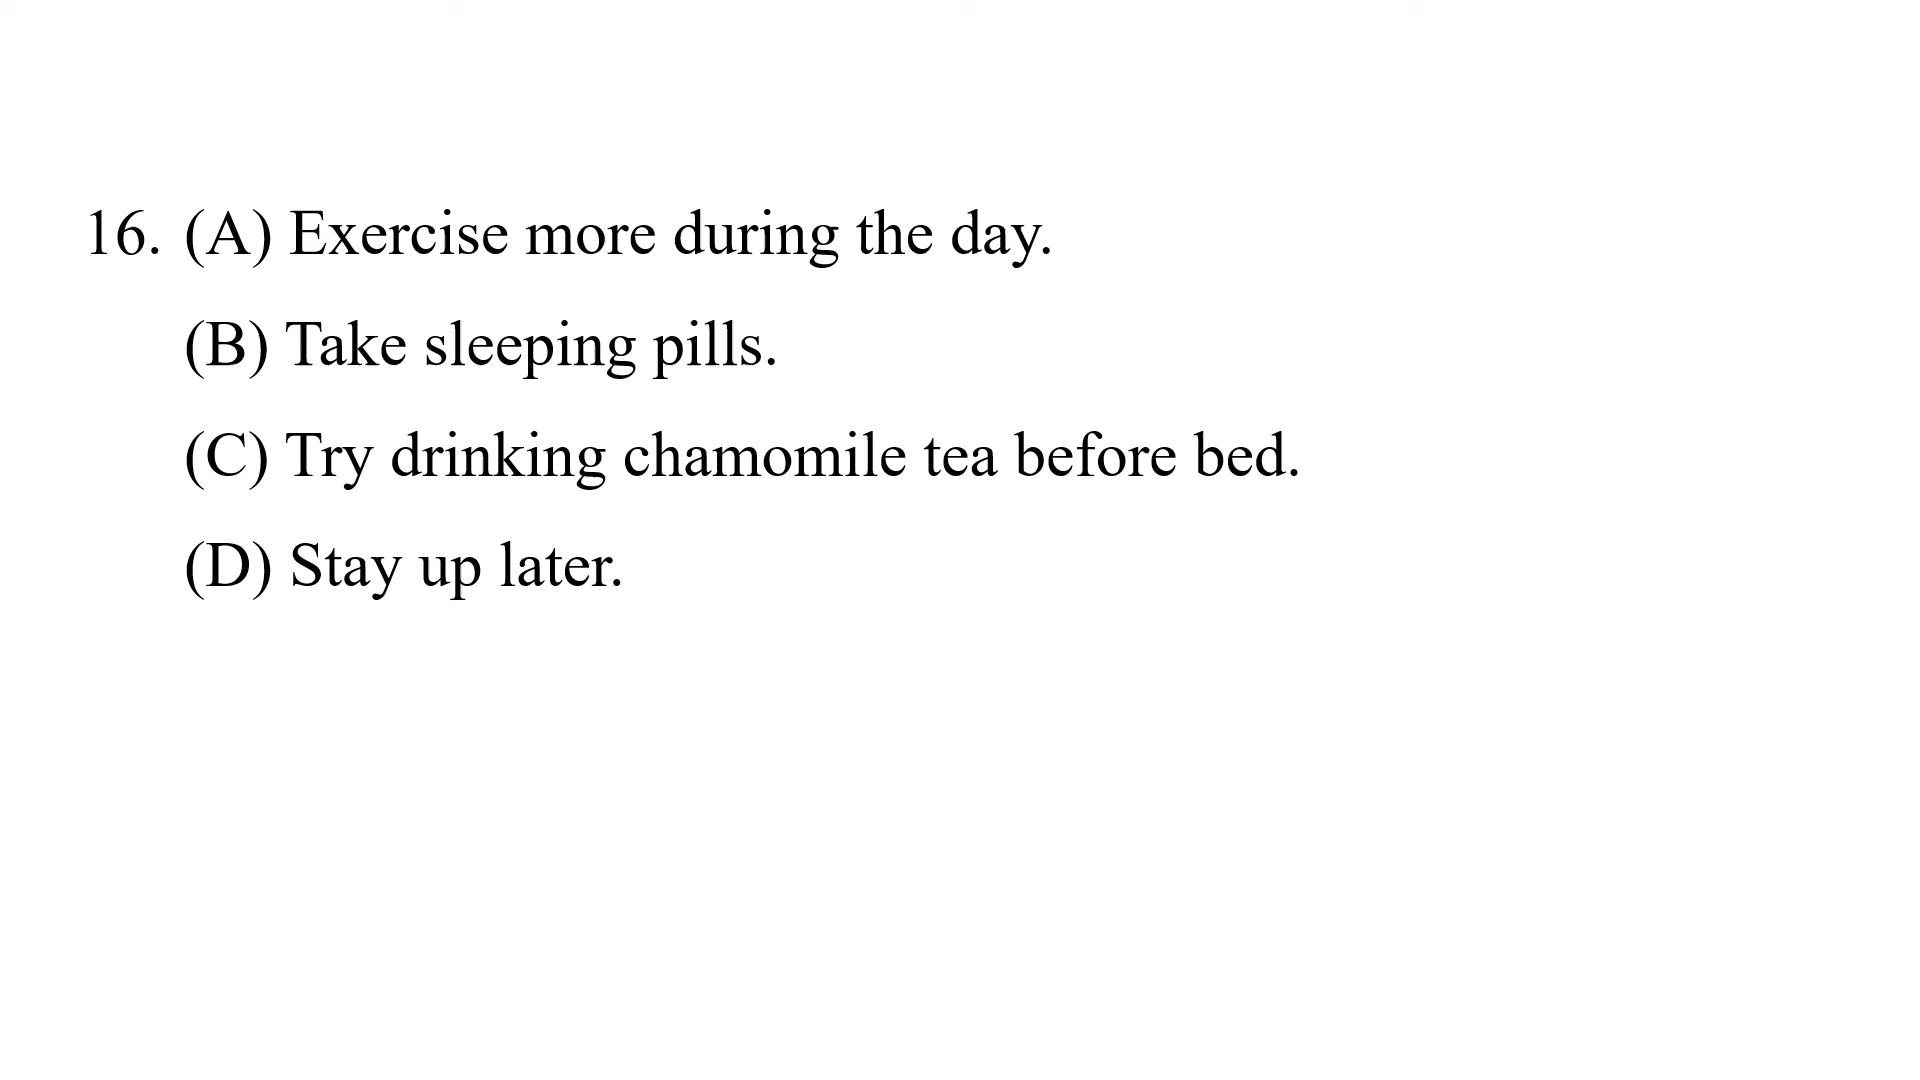 16. (A) Exercise more during the day.
(B) Take sleeping pills.
(C) Try drinking chamomile tea before bed.
(D) Stay up later.